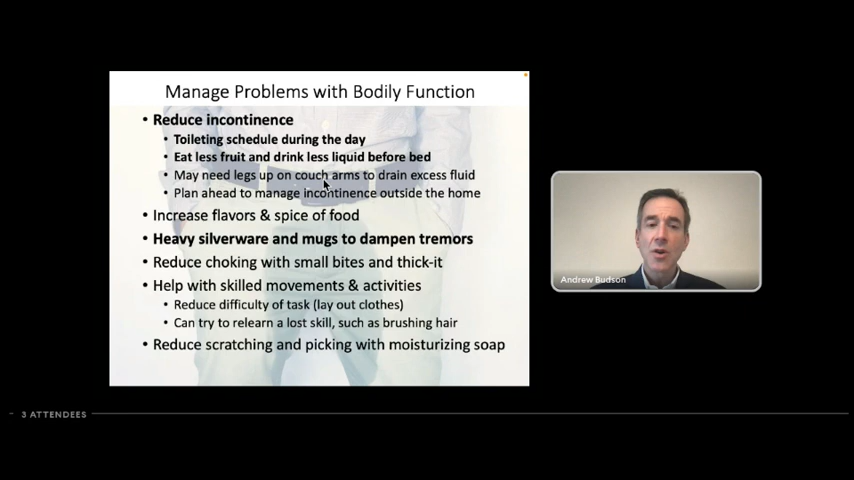 Manage Problems with Bodily Function
• Reduce incontinence
• Toileting schedule during the day
• Eat less fruit and drink less liquid before bed
• May need legs up on couch arms to drain excess fluid
• Plan ahead to manage incontinence outside the home
• Increase flavors & spice of food
• Heavy silverware and mugs to dampen tremors
• Reduce choking with small bites and thick-it
• Help with skilled movements & activities
• Reduce difficulty of task (lay out clothes)
• Can try to relearn a lost skill, such as brushing hair
• Reduce scratching and picking with moisturizing soap
Andrew Budson
3 ATTENDEES